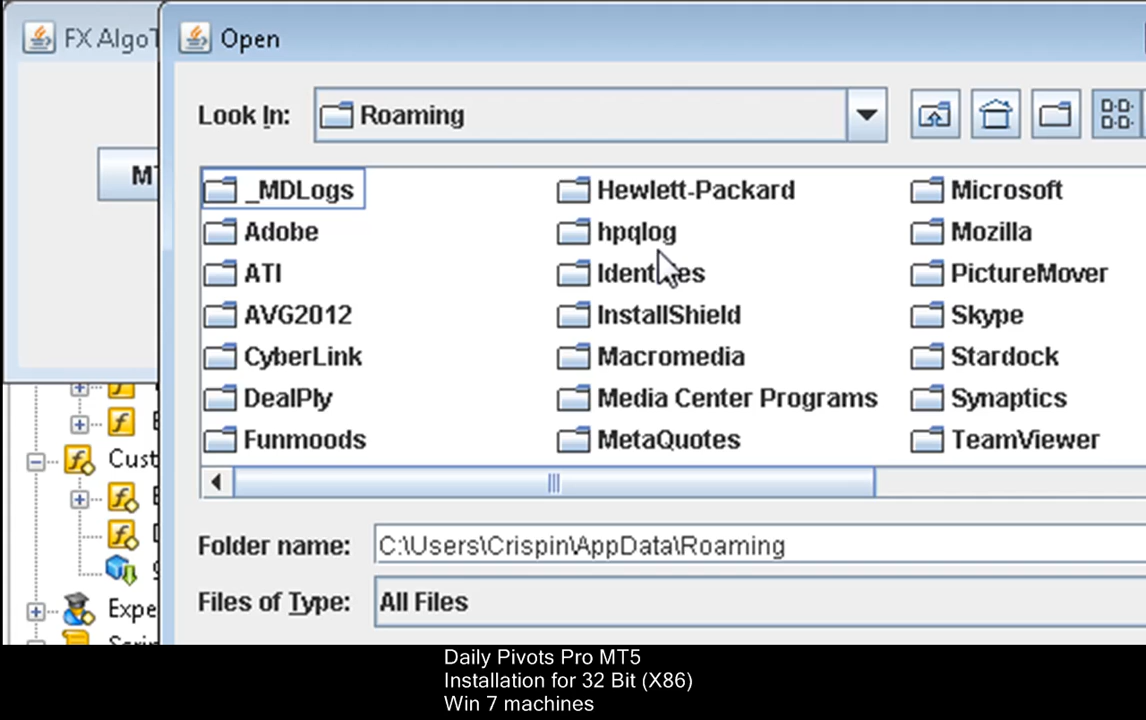 FX AlgoT
Open
Look In:
Roaming
MT
_MDLogs
Hewlett-Packard
Microsoft
Adobe
hpqlog
Mozilla
ATI
PictureMover
AVG2012
InstallShield
Skype
CyberLink
Macromedia
Stardock
DealPly
Media Center Programs
Synaptics
Funmoods
MetaQuotes
TeamViewer
Cust
Folder name:
C:\Users\Crispin\AppData\Roaming
Files of Type:
All Files
Expe
Daily Pivots Pro MT5
Installation for 32 Bit (X86)
Win 7 machines